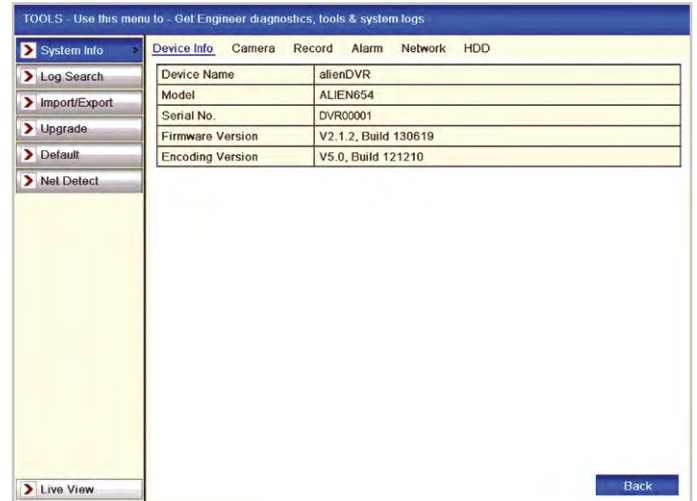 TOOLS - Use this menu to - Get Engineer diagnostics, tools & system logs
System Info
Log Search
Import/Export
Upgrade
Default
Net Detect
Live View
Device Info Camera Record Alarm Network HDD
Device Name alienDVR
Model ALIEN654
Serial No. DVR00001
Firmware Version V2.1.2, Build 130619
Encoding Version V5.0, Build 121210
Back